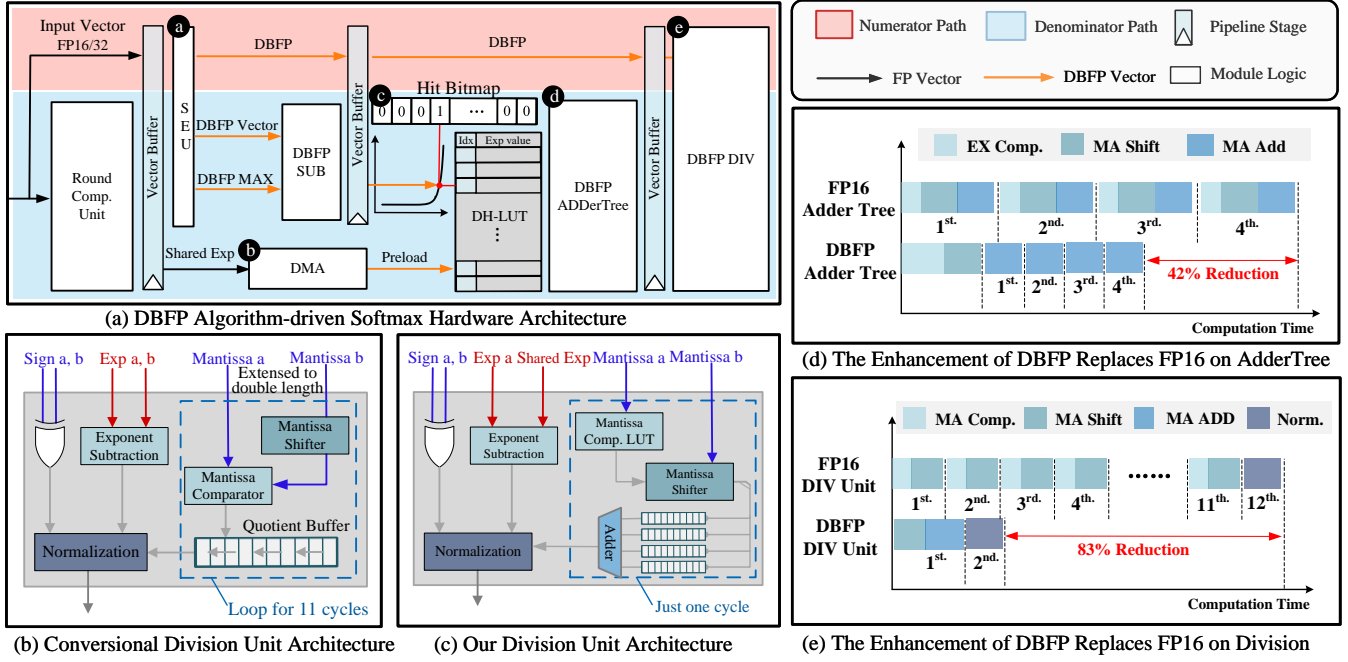 Input Vector
FP16/32
a
DBFP
DBFP
e
Vector Buffer
SEU
DBFP Vector
DBFP MAX
DBFP
SUB
Vector Buffer
c
Hit Bitmap
0 0 0 1 ... 0 0
d
Idx Exp value
DH-LUT
Round
Comp.
Unit
DBFP
ADDerTree
Vector Buffer
DBFP DIV
Shared Exp
b
DMA
Preload
(a) DBFP Algorithm-driven Softmax Hardware Architecture
Numerator Path
Denominator Path
Pipeline Stage
FP Vector
DBFP Vector
Module Logic
Sign a, b
Exp a, b
Mantissa a
Mantissa b
Extensed to
double length
Mantissa
Shifter
Exponent
Subtraction
Mantissa
Comparator
Quotient Buffer
Normalization
Loop for 11 cycles
(b) Conversional Division Unit Architecture
Sign a, b
Exp a Shared Exp
Mantissa a Mantissa b
Mantissa
Comp. LUT
Exponent
Subtraction
Mantissa
Shifter
Adder
Normalization
Just one cycle
(c) Our Division Unit Architecture
EX Comp. MA Shift MA Add
FP16
Adder Tree
1st. 2nd. 3rd. 4th.
DBFP
Adder Tree
1st. 2nd. 3rd. 4th.
42% Reduction
Computation Time
(d) The Enhancement of DBFP Replaces FP16 on AdderTree
MA Comp. MA Shift MA ADD Norm.
FP16
DIV Unit
1st. 2nd. 3rd. 4th. ...... 11th. 12th.
DBFP
DIV Unit
1st. 2nd.
83% Reduction
Computation Time
(e) The Enhancement of DBFP Replaces FP16 on Division